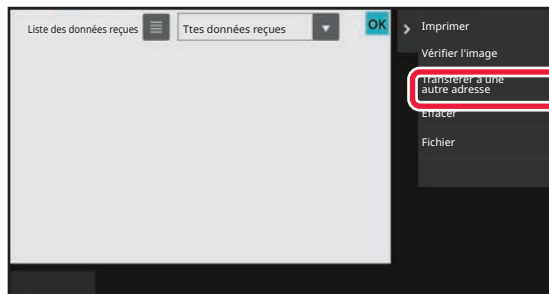 Liste des données reçues
Ttes données reçues
OK
Imprimer
Vérifier l'image
Transférer à une
autre adresse
Effacer
Fichier